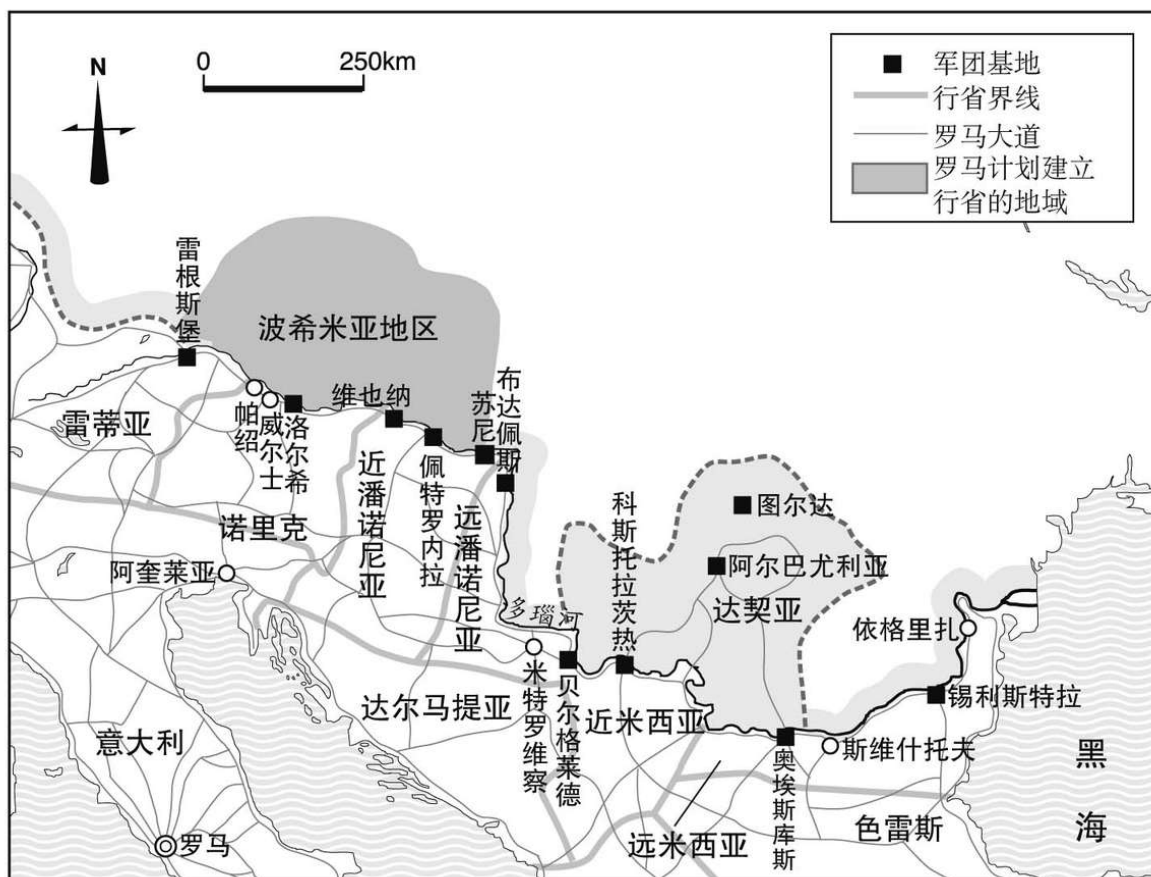 N
0 250km
军团基地
行省界线
罗马大道
罗马计划建立
行省的地域
雷根斯堡
波希米亚地区
布达佩斯
苏尼
维也纳
雷蒂亚
帕绍
威尔士
洛尔希
近潘诺尼亚
佩特罗内拉
远潘诺尼亚
科斯托拉茨热
图尔达
诺里克
阿奎莱亚
阿尔巴尤利亚
达契亚
多瑙河
依格里扎
米特罗维察
贝尔格莱德
达尔马提亚
近米西亚
锡利斯特拉
意大利
斯维什托夫
黑海
奥埃斯库斯
远米西亚
色雷斯
罗马